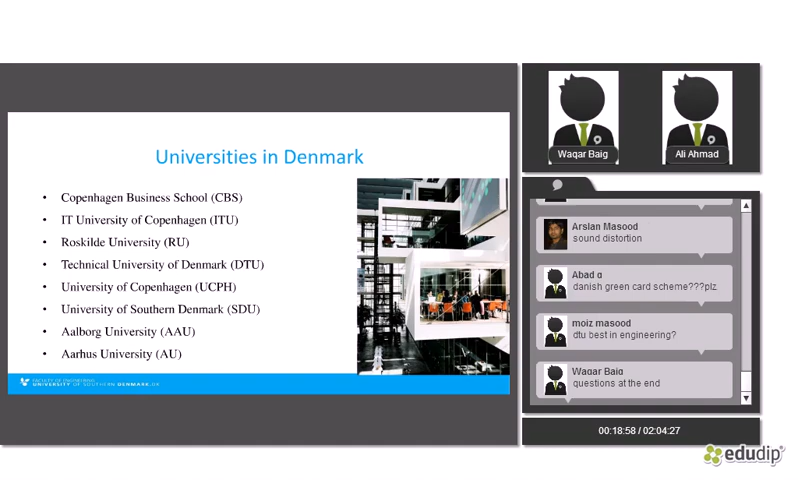 Universities in Denmark
• Copenhagen Business School (CBS)
• IT University of Copenhagen (ITU)
• Roskilde University (RU)
• Technical University of Denmark (DTU)
• University of Copenhagen (UCPH)
• University of Southern Denmark (SDU)
• Aalborg University (AAU)
• Aarhus University (AU)
FACULTY OF ENGINEERING
UNIVERSITY OF SOUTHERN DENMARK.DK
Waqar Baig
Ali Ahmad
Arslan Masood
sound distortion
Abad g
danish green card scheme???plz
moiz masood
dtu best in engineering?
Waqar Baig
questions at the end
00:18:58 / 02:04:27
edudip